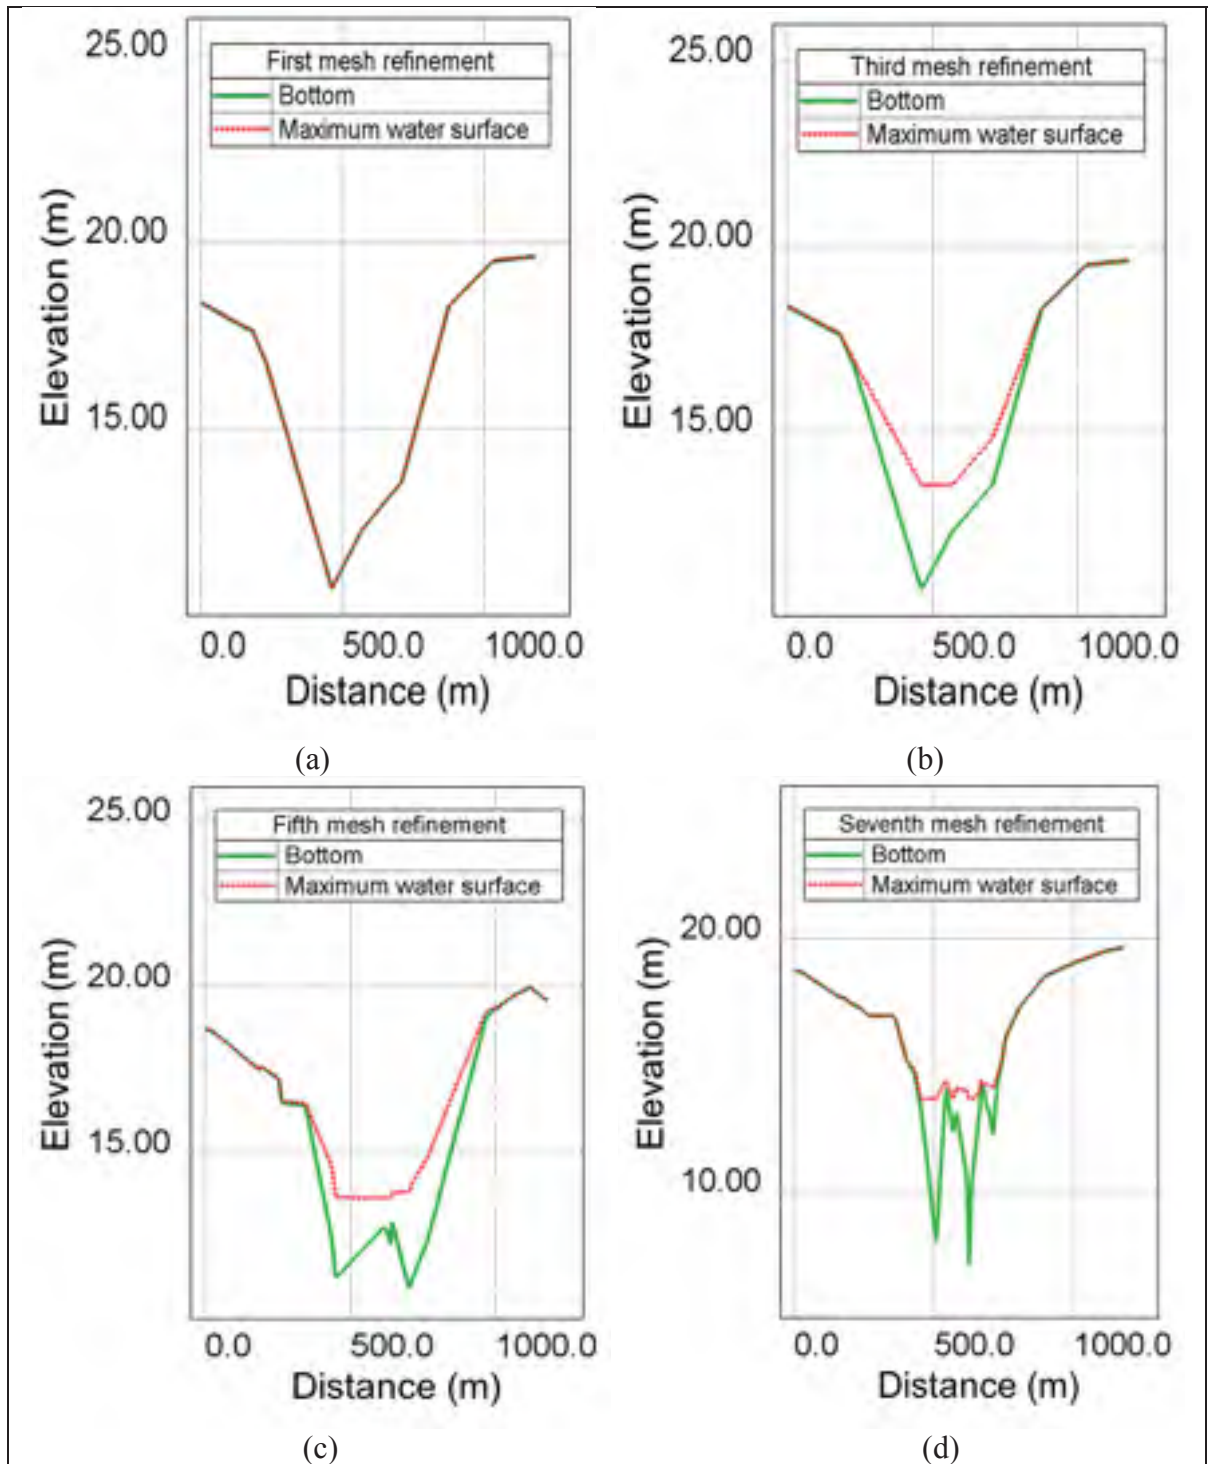 25.00
First mesh refinement
Bottom
Maximum water surface
20.00
15.00
Elevation (m)
0.0 500.0 1000.0
Distance (m)
(a)
25.00
Third mesh refinement
Bottom
Maximum water surface
20.00
15.00
Elevation (m)
0.0 500.0 1000.0
Distance (m)
(b)
25.00
Fifth mesh refinement
Bottom
Maximum water surface
20.00
15.00
Elevation (m)
0.0 500.0 1000.0
Distance (m)
(c)
Seventh mesh refinement
Bottom
Maximum water surface
20.00
10.00
Elevation (m)
0.0 500.0 1000.0
Distance (m)
(d)